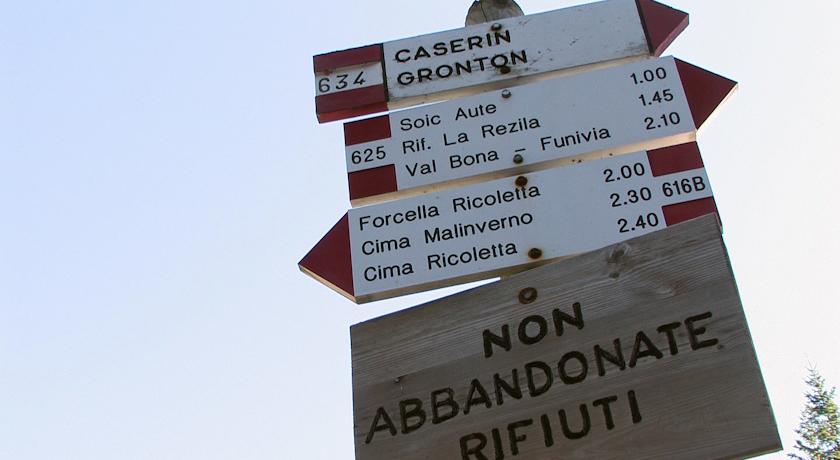 634 CASERIN
GRONTON
Soic Aute 1.00
625 Rif. La Rezila 1.45
Val Bona – Funivia 2.10
Forcella Ricoletta 2.00
Cima Malinverno 2.30 616B
Cima Ricoletta 2.40
NON
ABBANDONATE
RIFIUTI